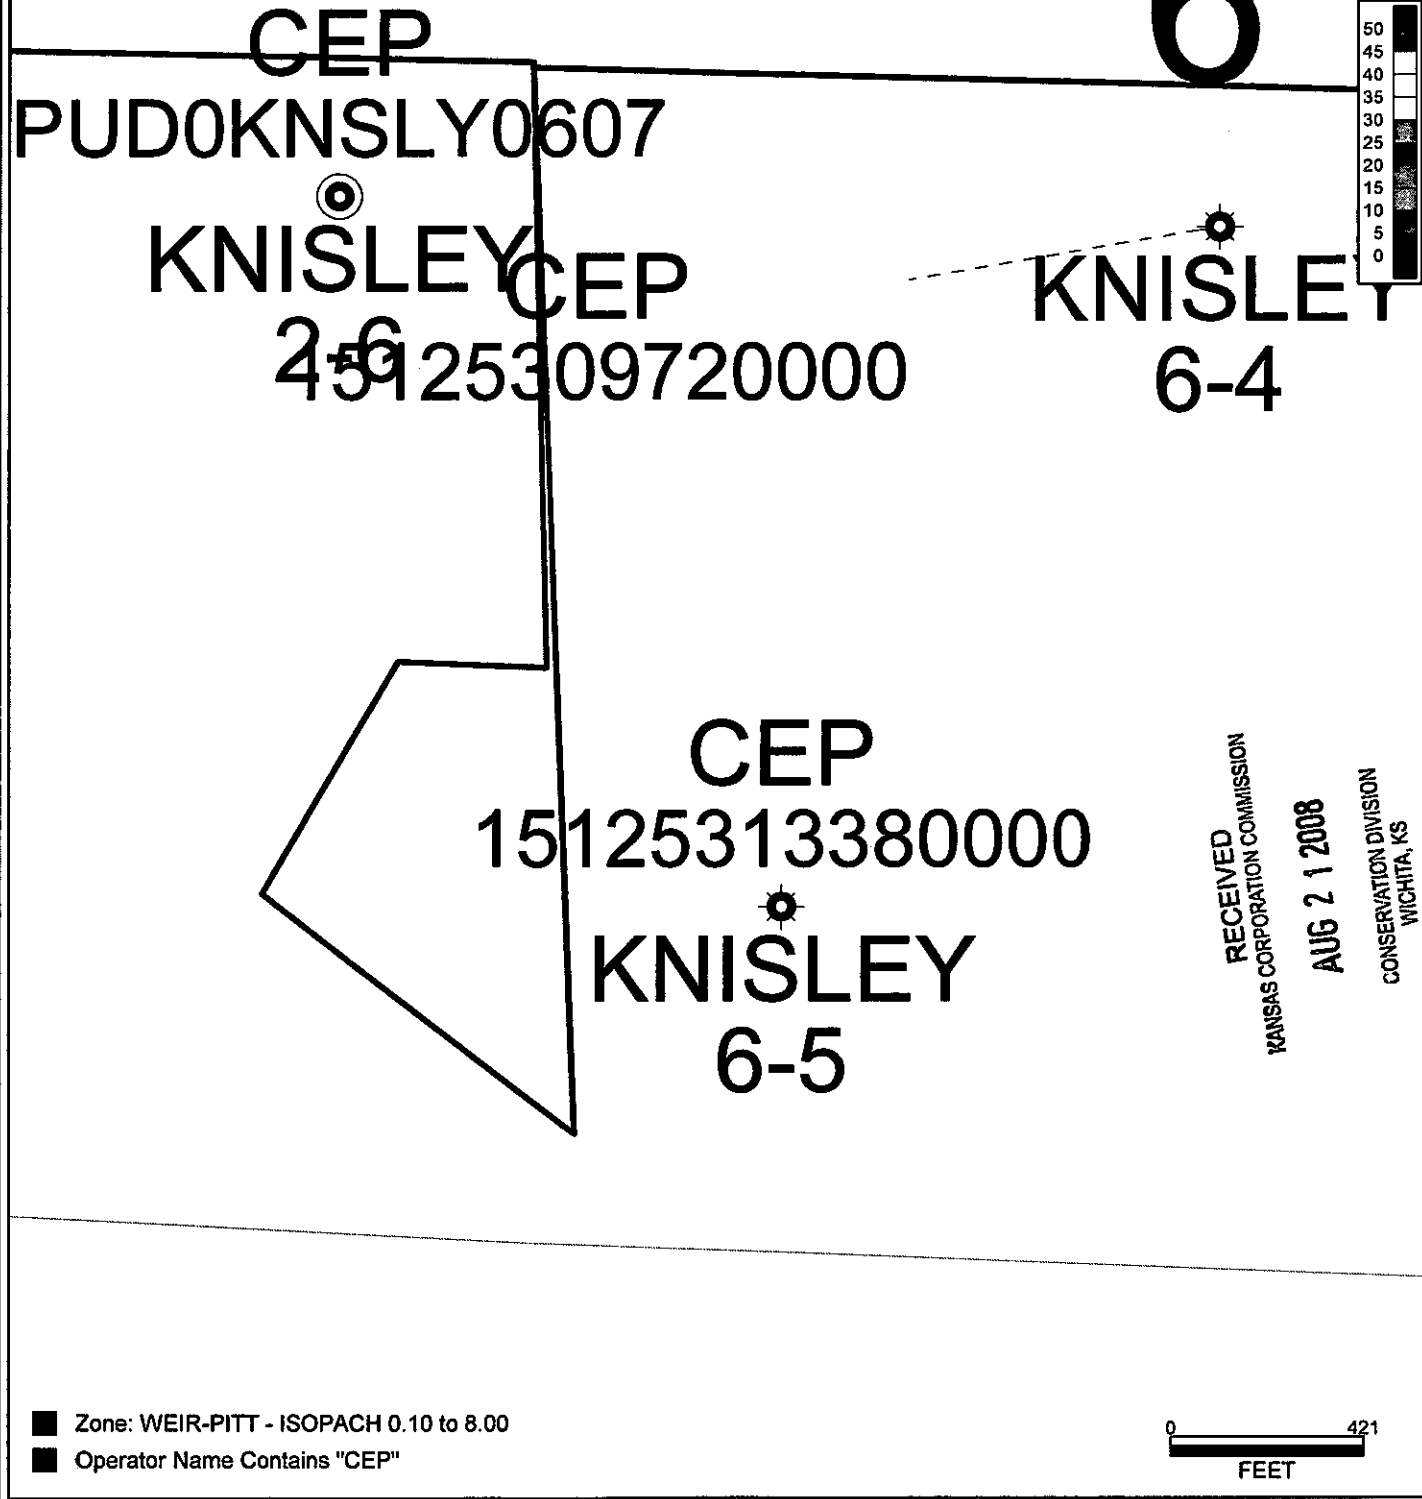 6
50
45
40
35
30
25
20
15
10
5
0
CEP
PUD0KNSLY0607
KNISLEY
2-6
CEP
15125309720000
KNISLEY
6-4
CEP
15125313380000
KNISLEY
6-5
RECEIVED
KANSAS CORPORATION COMMISSION
AUG 21 2008
CONSERVATION DIVISION
WICHITA, KS
Zone: WEIR-PITT - ISOPACH 0.10 to 8.00
Operator Name Contains "CEP"
0 421
FEET